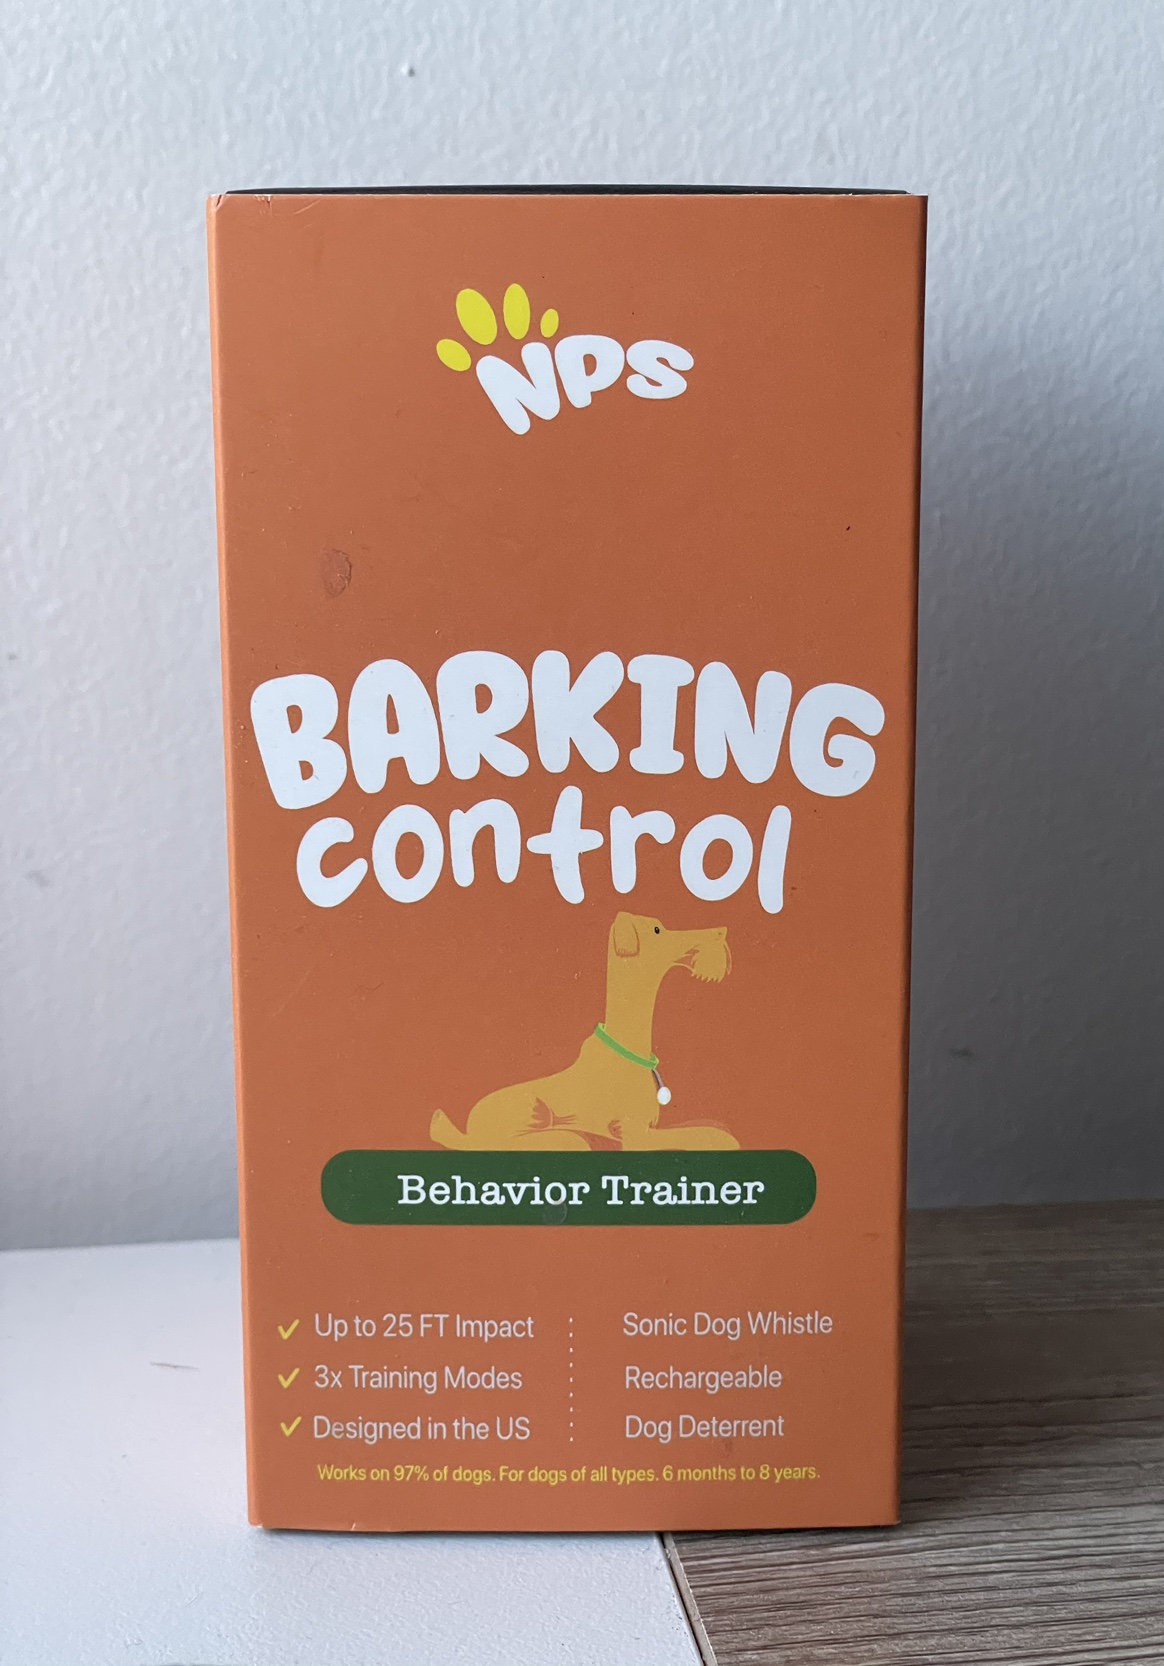 NPS
BARKING
control
Behavior Trainer
Up to 25 FT Impact
3x Training Modes
Designed in the US
Sonic Dog Whistle
Rechargeable
Dog Deterrent
Works on 97% of dogs. For dogs of all types. 6 months to 8 years.